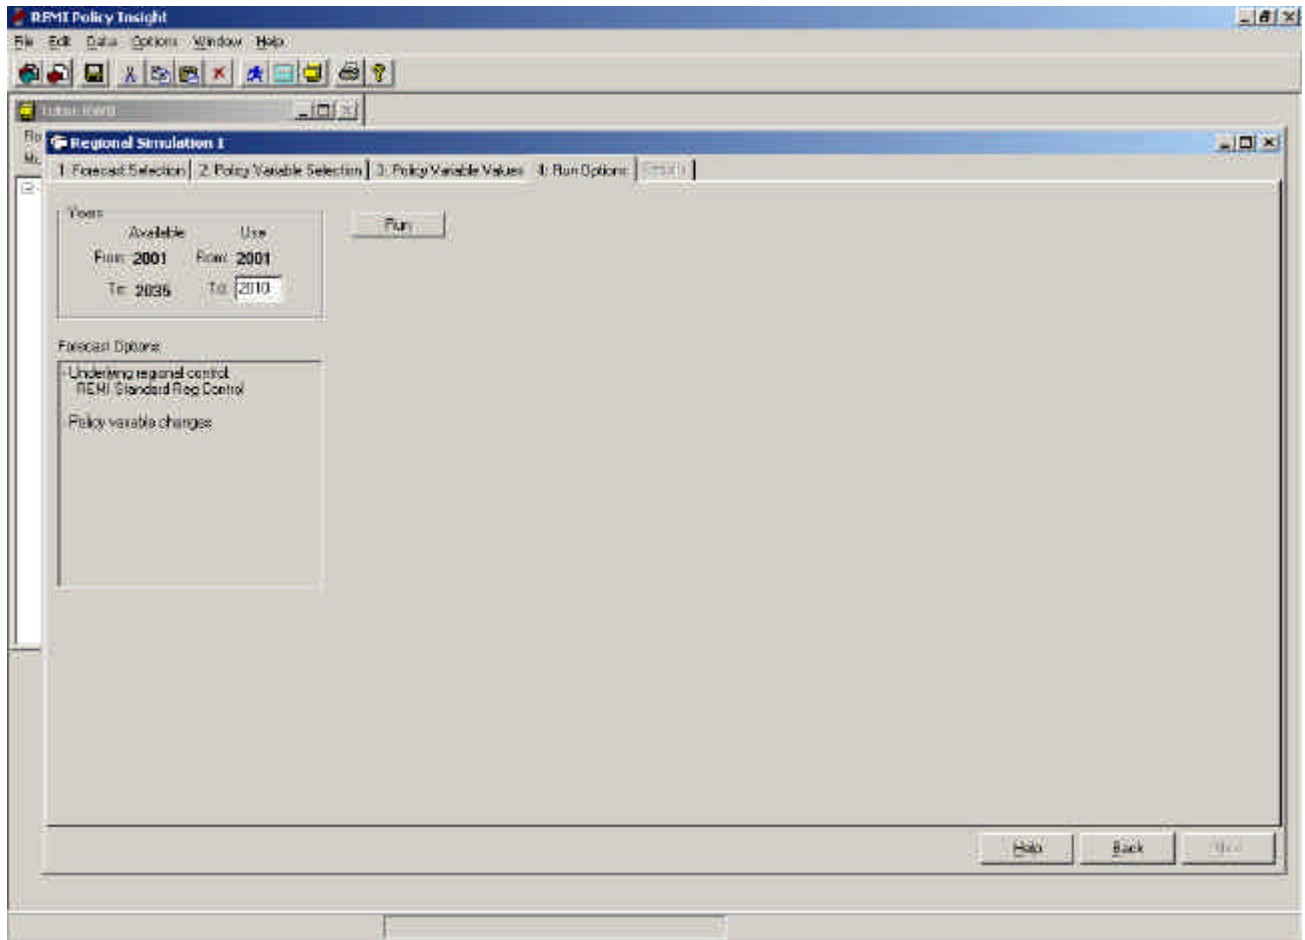 REMI Policy Insight
File Edit Data Options Window Help
Regional Simulation 1
1: Forecast Selection 2: Policy Variable Selection 3: Policy Variable Values 4: Run Options Results
Years
Available Use
From: 2001 From: 2001
To: 2035 To: 2010
Run
Forecast Options
-Underlying regional control:
REMI Standard Reg Control
-Policy variable changes
Help Back Next